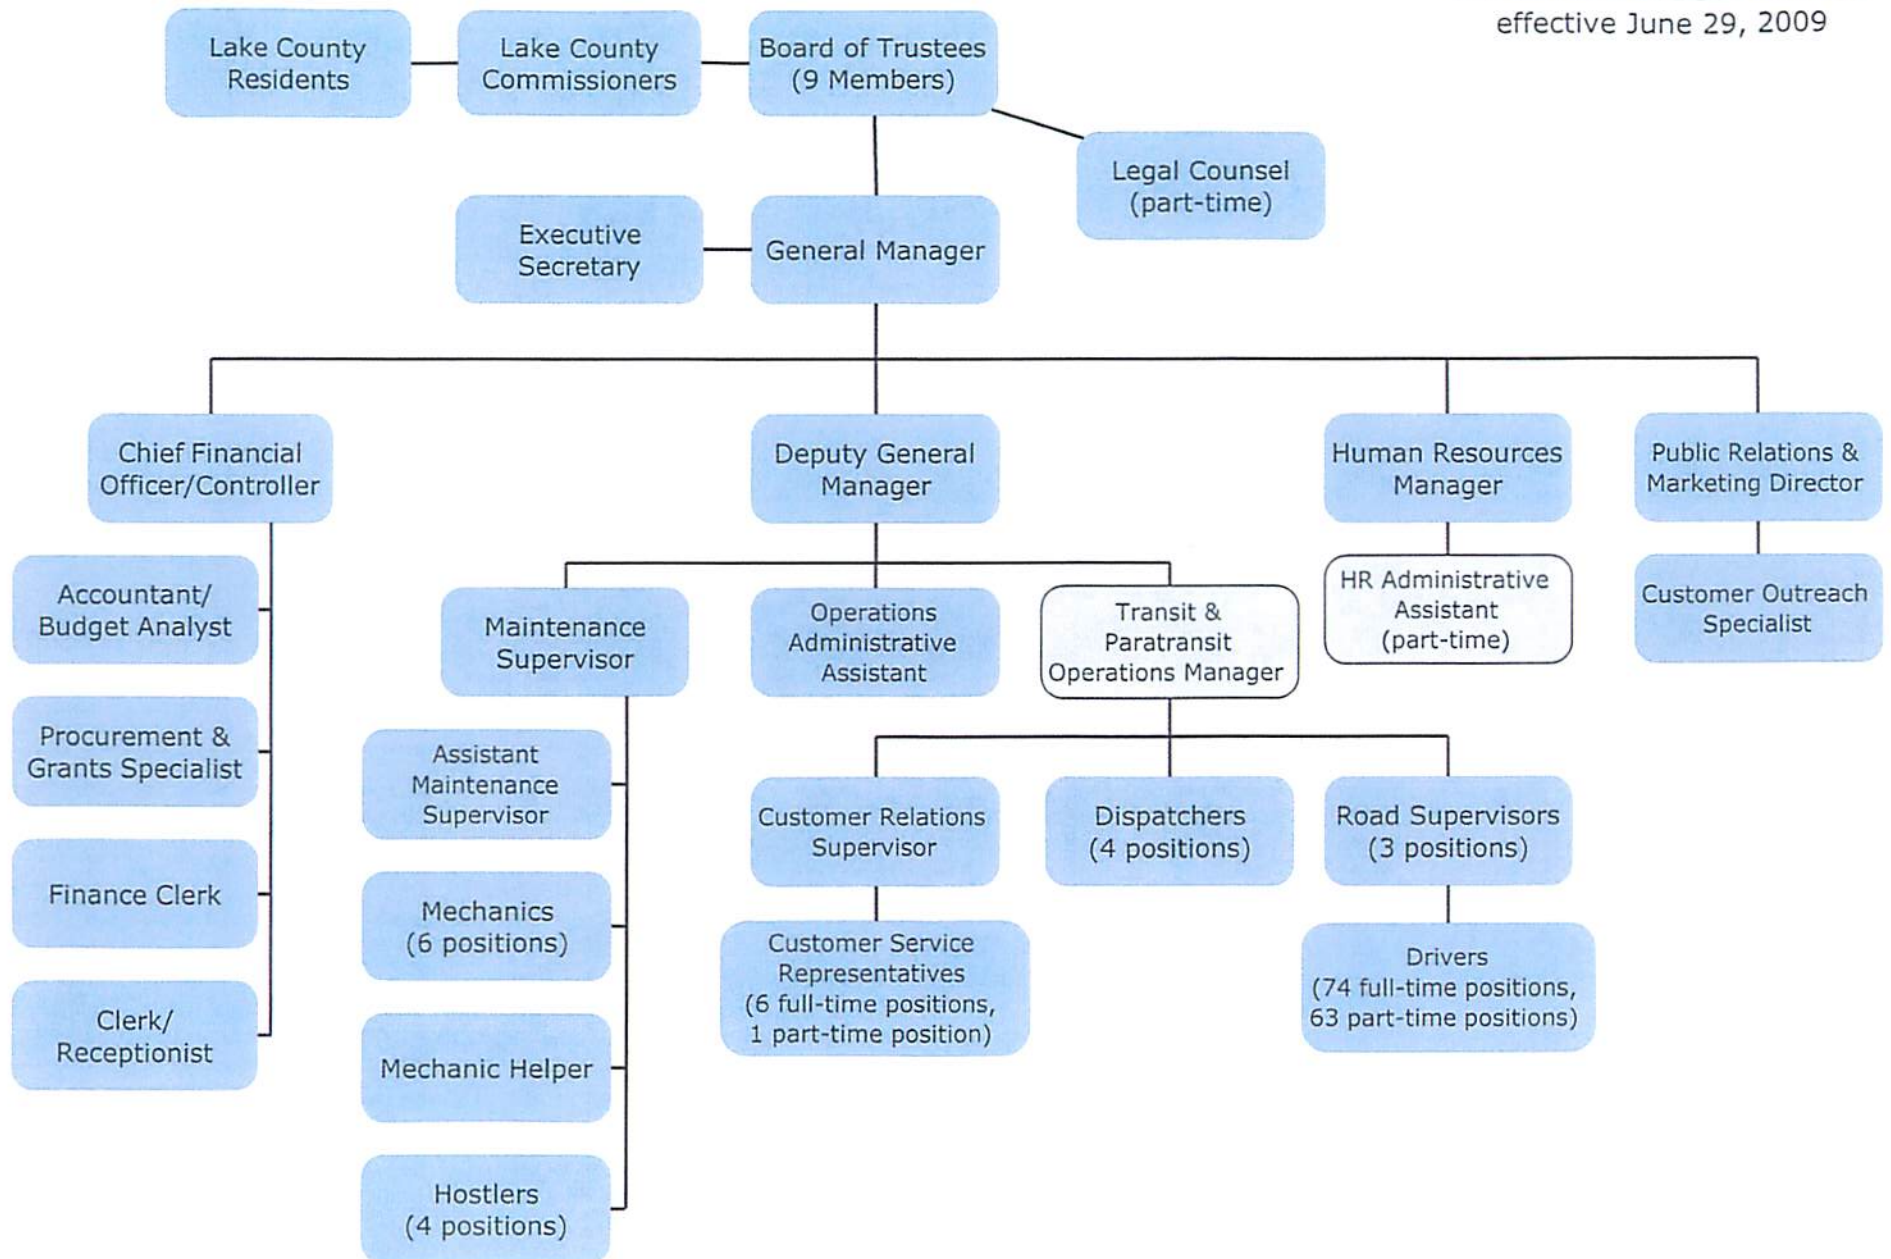 effective June 29, 2009
Lake County
Residents
Lake County
Commissioners
Board of Trustees
(9 Members)
Legal Counsel
(part-time)
Executive
Secretary
General Manager
Chief Financial
Officer/Controller
Deputy General
Manager
Human Resources
Manager
Public Relations &
Marketing Director
Accountant/
Budget Analyst
Procurement &
Grants Specialist
Finance Clerk
Clerk/
Receptionist
Maintenance
Supervisor
Operations
Administrative
Assistant
Transit &
Paratransit
Operations Manager
HR Administrative
Assistant
(part-time)
Customer Outreach
Specialist
Assistant
Maintenance
Supervisor
Mechanics
(6 positions)
Mechanic Helper
Hostlers
(4 positions)
Customer Relations
Supervisor
Dispatchers
(4 positions)
Road Supervisors
(3 positions)
Customer Service
Representatives
(6 full-time positions,
1 part-time position)
Drivers
(74 full-time positions,
63 part-time positions)